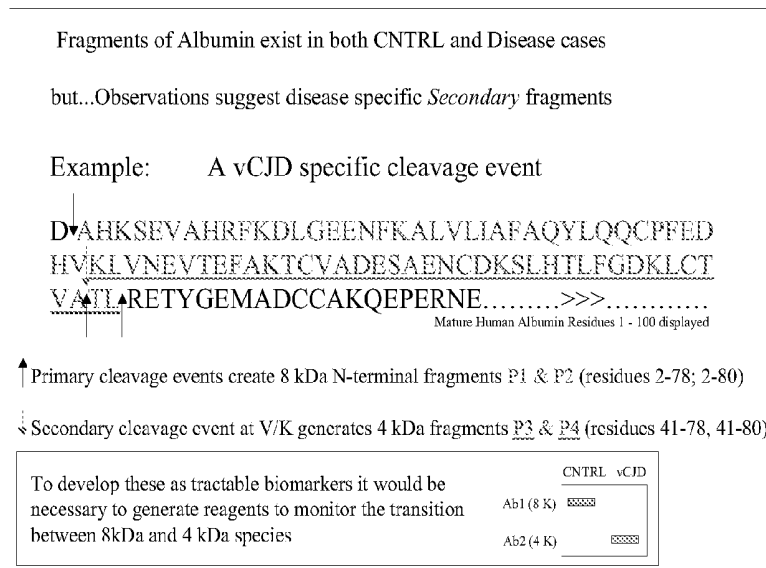 Fragments of Albumin exist in both CNTRL and Disease cases
but...Observations suggest disease specific Secondary fragments
Example: A vCJD specific cleavage event
DAHKSEVAHRFKDLGEENFKALVLIAFAQYLQQCPFED
HVKLVNEVTEFAKTCVADESAENCDKSLHTLFGDKLCT
VATLRETYGEMADCCAKQEPERNE.........>>>............
Mature Human Albumin Residues 1 - 100 displayed
Primary cleavage events create 8 kDa N-terminal fragments P1 & P2 (residues 2-78; 2-80)
Secondary cleavage event at V/K generates 4 kDa fragments P3 & P4 (residues 41-78, 41-80)
To develop these as tractable biomarkers it would be
necessary to generate reagents to monitor the transition
between 8kDa and 4 kDa species
CNTRL vCJD
Ab1 (8 K)
Ab2 (4 K)